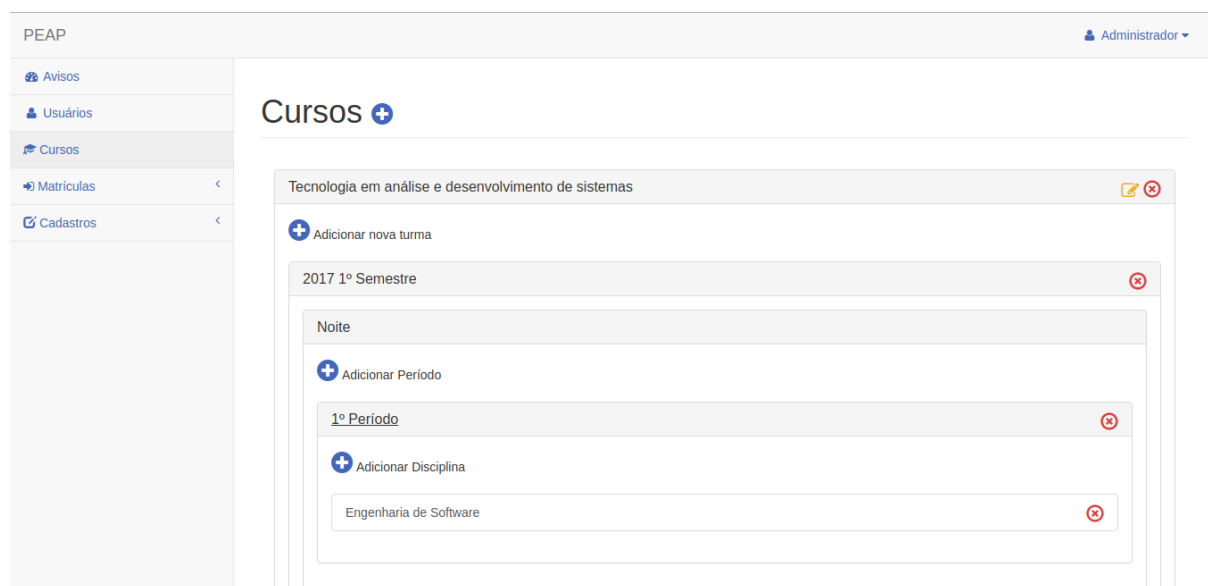 PEAP
Administrador
Avisos
Usuários
Cursos
Matrículas
Cadastros
Cursos
Tecnologia em análise e desenvolvimento de sistemas
Adicionar nova turma
2017 1º Semestre
Noite
Adicionar Período
1º Período
Adicionar Disciplina
Engenharia de Software